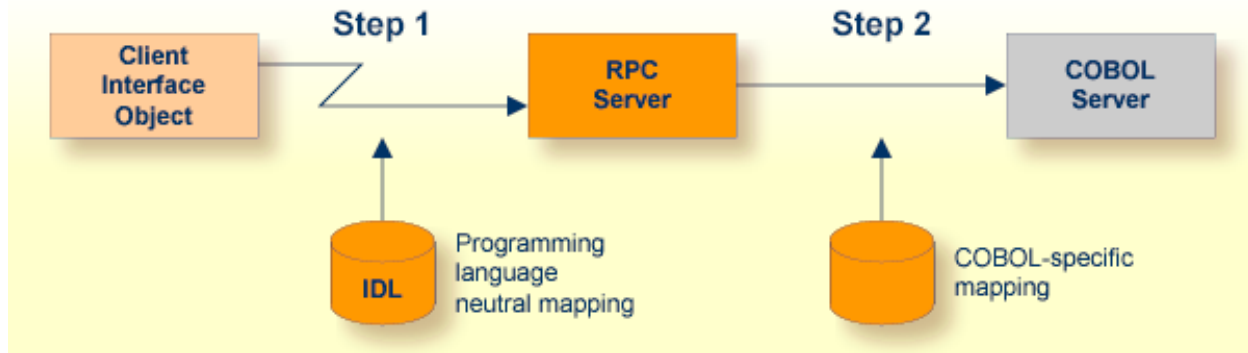 Step 1
Step 2
Client
Interface
Object
RPC
Server
COBOL
Server
IDL
Programming
language
neutral mapping
COBOL-specific
mapping